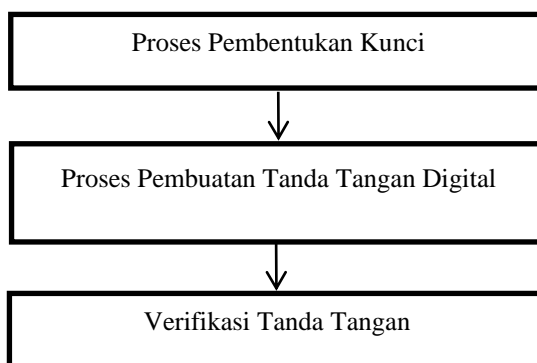 Proses Pembentukan Kunci
Proses Pembuatan Tanda Tangan Digital
Verifikasi Tanda Tangan